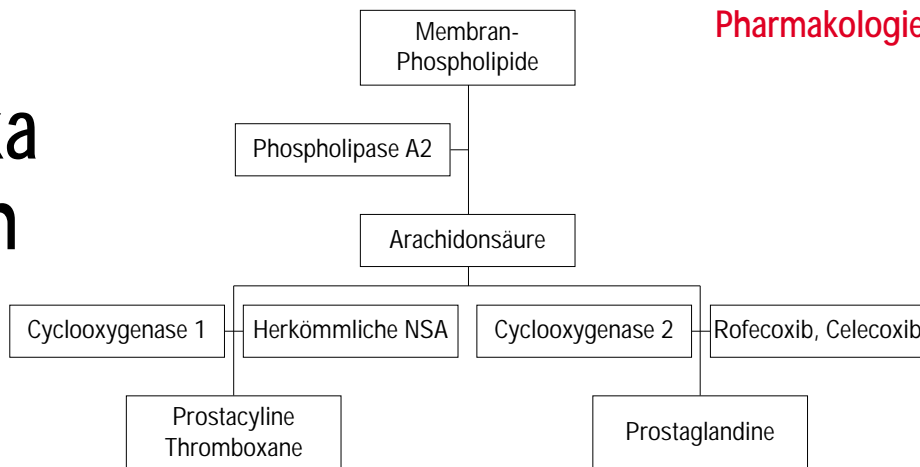 Pharmakologie
Membran-
Phospholipide
Phospholipase A2
Arachidonsäure
Cyclooxygenase 1
Herkömmliche NSA
Cyclooxygenase 2
Rofecoxib, Celecoxib
Prostacyline
Thromboxane
Prostaglandine